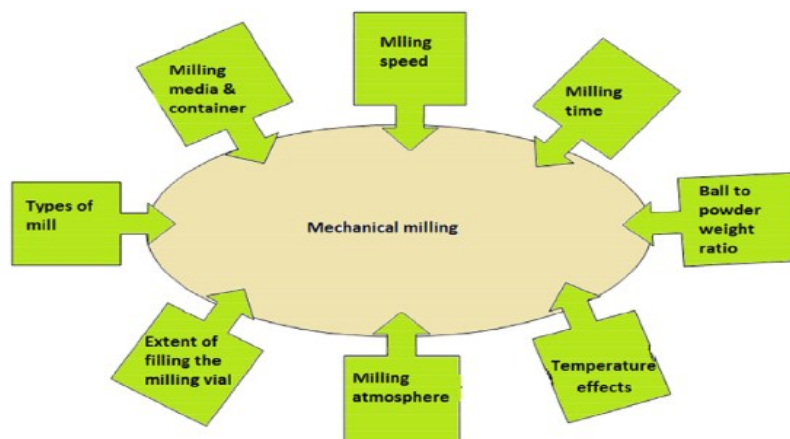 Mlling
speed
Milling
media &
container
Milling
time
Types of
mill
Mechanical milling
Ball to
powder
weight
ratio
Extent of
filling the
milling vial
Milling
atmosphere
Temperature
effects